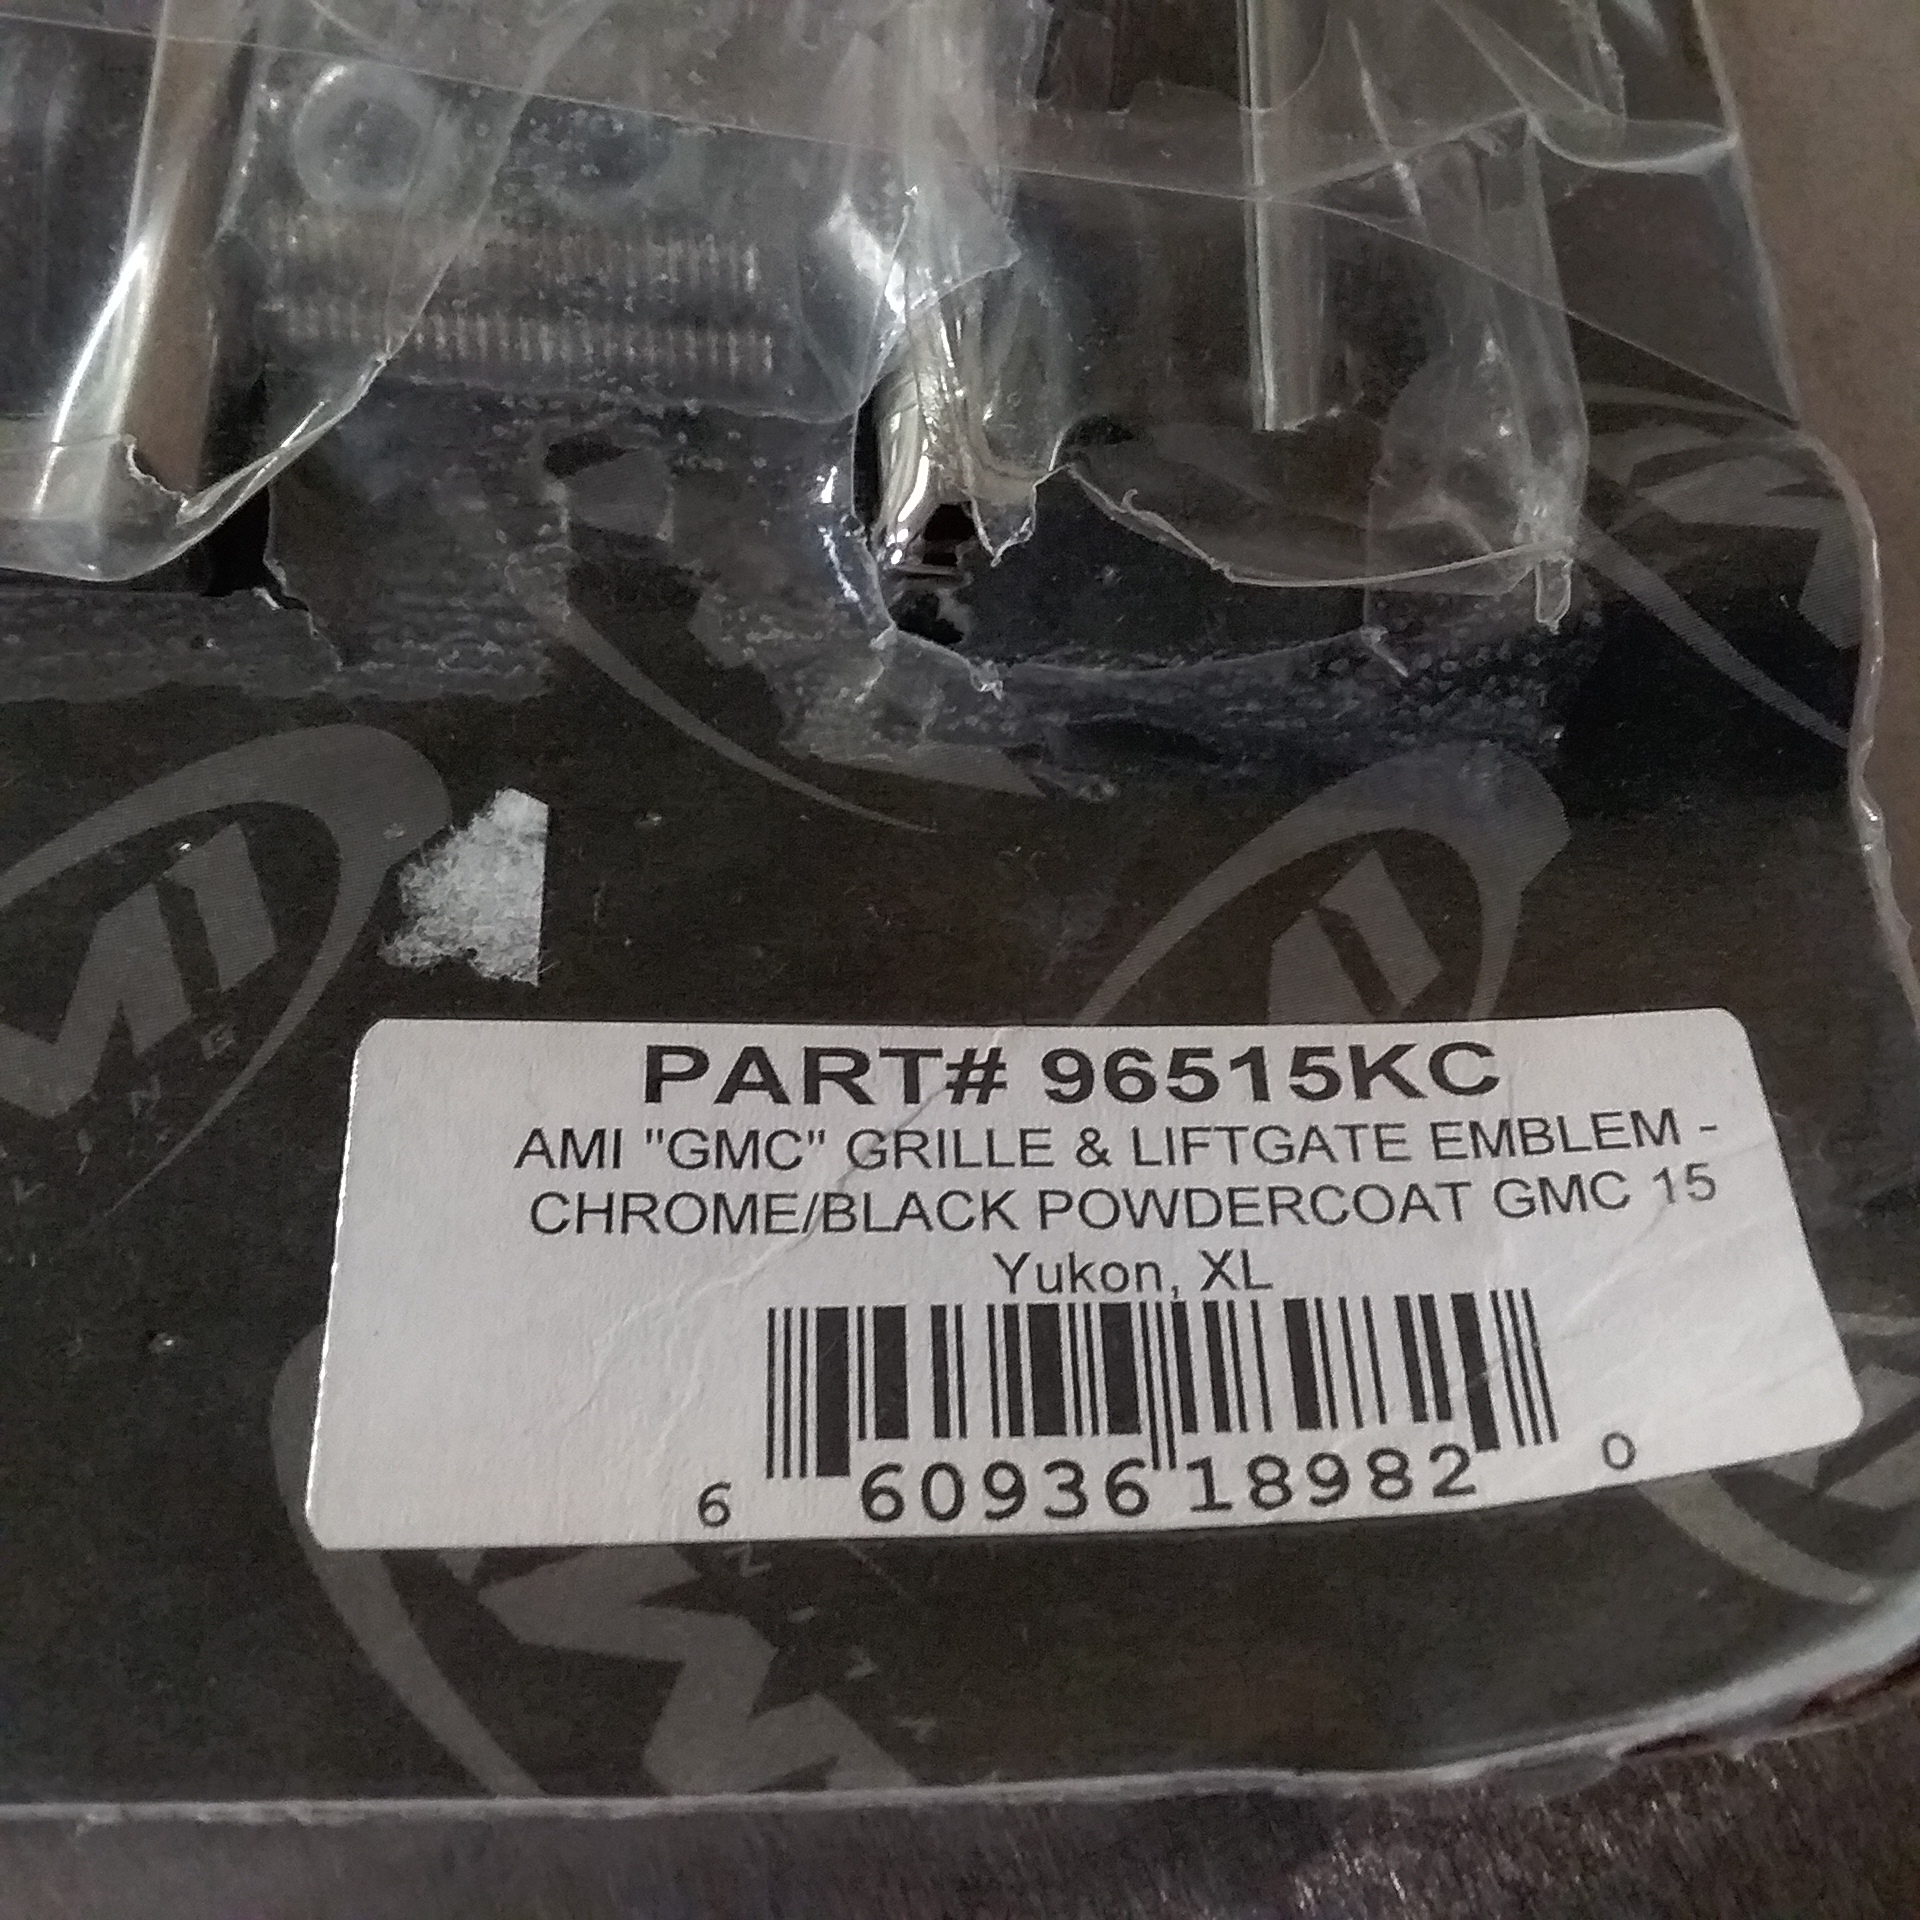 PART# 96515KC
AMI "GMC" GRILLE & LIFTGATE EMBLEM -
CHROME/BLACK POWDERCOAT GMC 15
Yukon, XL
6 60936 18982 0